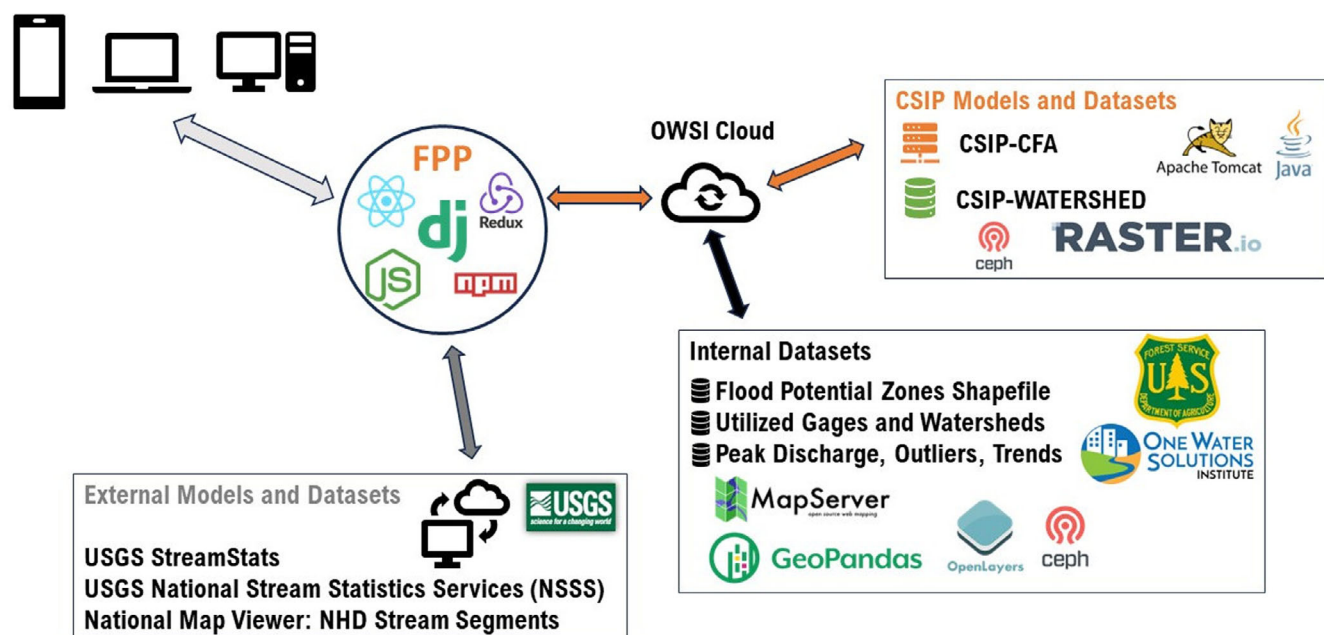 FPP
dj
Redux
JS
npm
OWSI Cloud
CSIP Models and Datasets
CSIP-CFA
Apache Tomcat
Java
CSIP-WATERSHED
ceph
RASTER.io
Internal Datasets
Flood Potential Zones Shapefile
Utilized Gages and Watersheds
Peak Discharge, Outliers, Trends
FOREST SERVICE
UAS
DEPARTMENT OF AGRICULTURE
ONE WATER
SOLUTIONS
INSTITUTE
MapServer
open source web mapping
GeoPandas
OpenLayers
ceph
External Models and Datasets
USGS
science for a changing world
USGS StreamStats
USGS National Stream Statistics Services (NSSS)
National Map Viewer: NHD Stream Segments